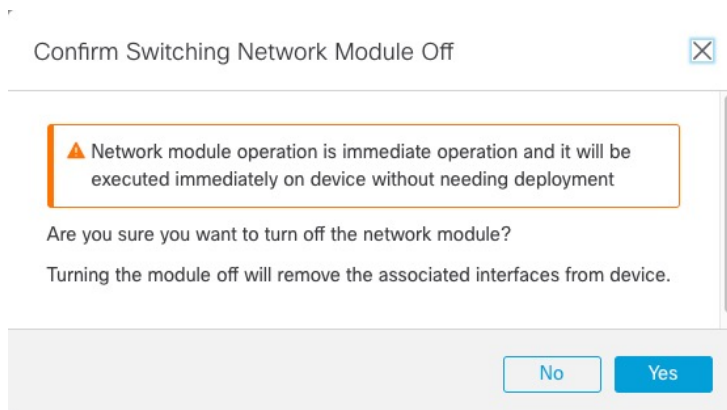 Confirm Switching Network Module Off
Network module operation is immediate operation and it will be
executed immediately on device without needing deployment
Are you sure you want to turn off the network module?
Turning the module off will remove the associated interfaces from device.
No
Yes